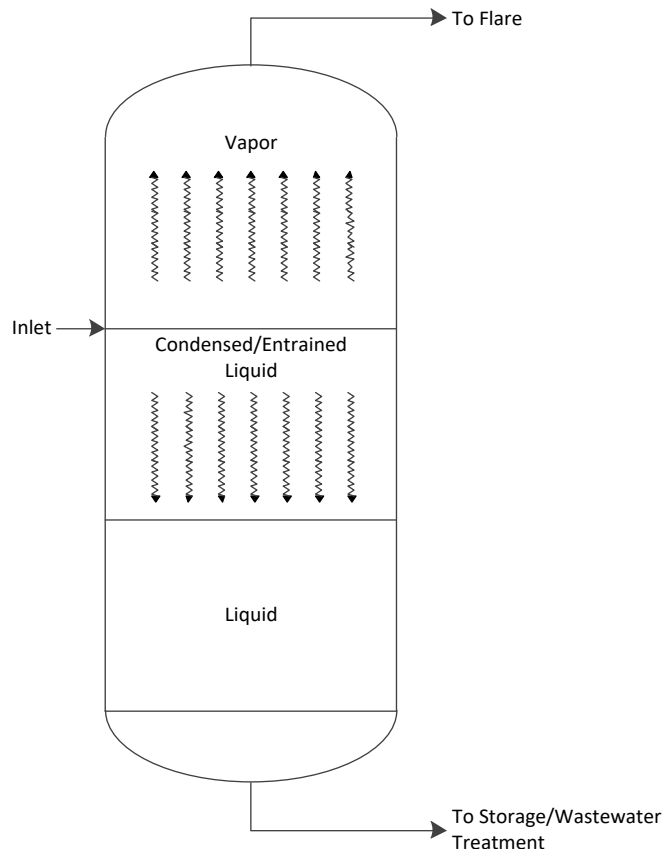 To Flare
Vapor
Inlet
Condensed/Entrained
Liquid
Liquid
To Storage/Wastewater
Treatment